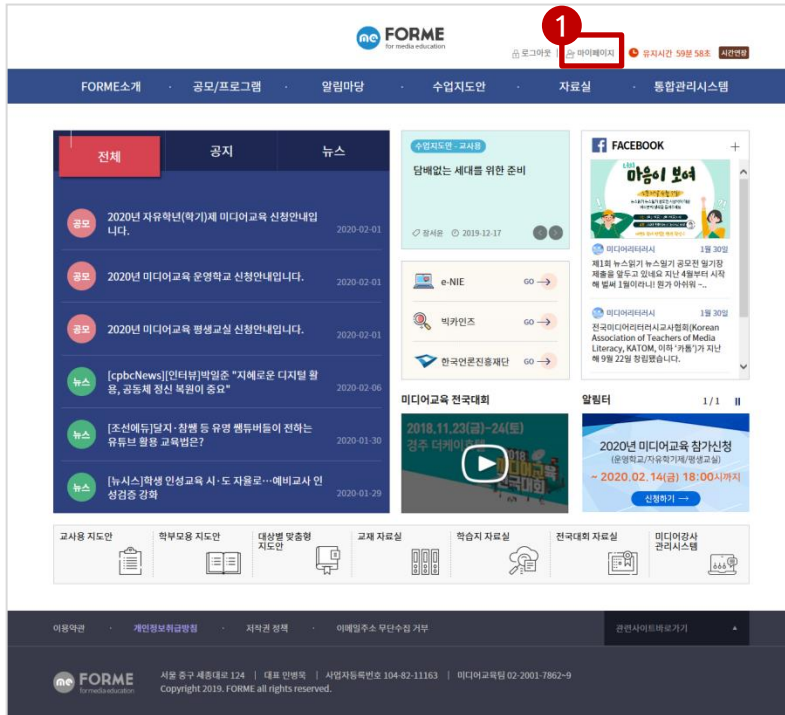 1
me FORME
for media education
로그아웃 | 마이페이지 유지시간 59분 58초 시간연장
FORME소개 · 공모/프로그램 · 알림마당 · 수업지도안 · 자료실 · 통합관리시스템
전체 공지 뉴스
공모 2020년 자유학년(학기)제 미디어교육 신청안내입
니다. 2020-02-01
공모 2020년 미디어교육 운영학교 신청안내입니다. 2020-02-01
공모 2020년 미디어교육 평생교실 신청안내입니다. 2020-02-01
뉴스 [cpbcNews][인터뷰]박일준 "지혜로운 디지털 활
용, 공동체 정신 복원이 중요" 2020-02-06
뉴스 [조선에듀]달지·참쌤 등 유명 쌤튜버들이 전하는
유튜브 활용 교육법은? 2020-01-30
뉴스 [뉴시스]학생 인성교육 시·도 자율로…예비교사 인
성검증 강화 2020-01-29
수업지도안 - 교사용
담배없는 세대를 위한 준비
장서윤 2019-12-17
e-NIE GO
빅카인즈 GO
한국언론진흥재단 GO
미디어교육 전국대회
2018.11.23(금)~24(토)
경주 더케이호텔
2018
미디어교육
전국대회
FACEBOOK +
마음이 보여
미디어리터러시 1월 30일
제1회 뉴스읽기 뉴스일기 공모전 일기장
제출을 앞두고 있네요 지난 4월부터 시작
해 벌써 1월이라니! 뭔가 아쉬워 ~..
미디어리터러시 1월 30일
전국미디어리터러시교사협회(Korean
Association of Teachers of Media
Literacy, KATOM, 이하 '카톰')가 지난
해 9월 22일 창립됐습니다.
알림터 1 / 1
2020년 미디어교육 참가신청
(운영학교/자유학기제/평생교실)
~ 2020.02.14(금) 18:00시까지
신청하기 →
교사용 지도안 학부모용 지도안 대상별 맞춤형
지도안 교재 자료실 학습지 자료실 전국대회 자료실 미디어강사
관리시스템
이용약관 · 개인정보취급방침 · 저작권 정책 · 이메일주소 무단수집 거부 관련사이트바로가기
me FORME
for media education
서울 중구 세종대로 124 | 대표 민병욱 | 사업자등록번호 104-82-11163 | 미디어교육팀 02-2001-7862~9
Copyright 2019. FORME all rights reserved.